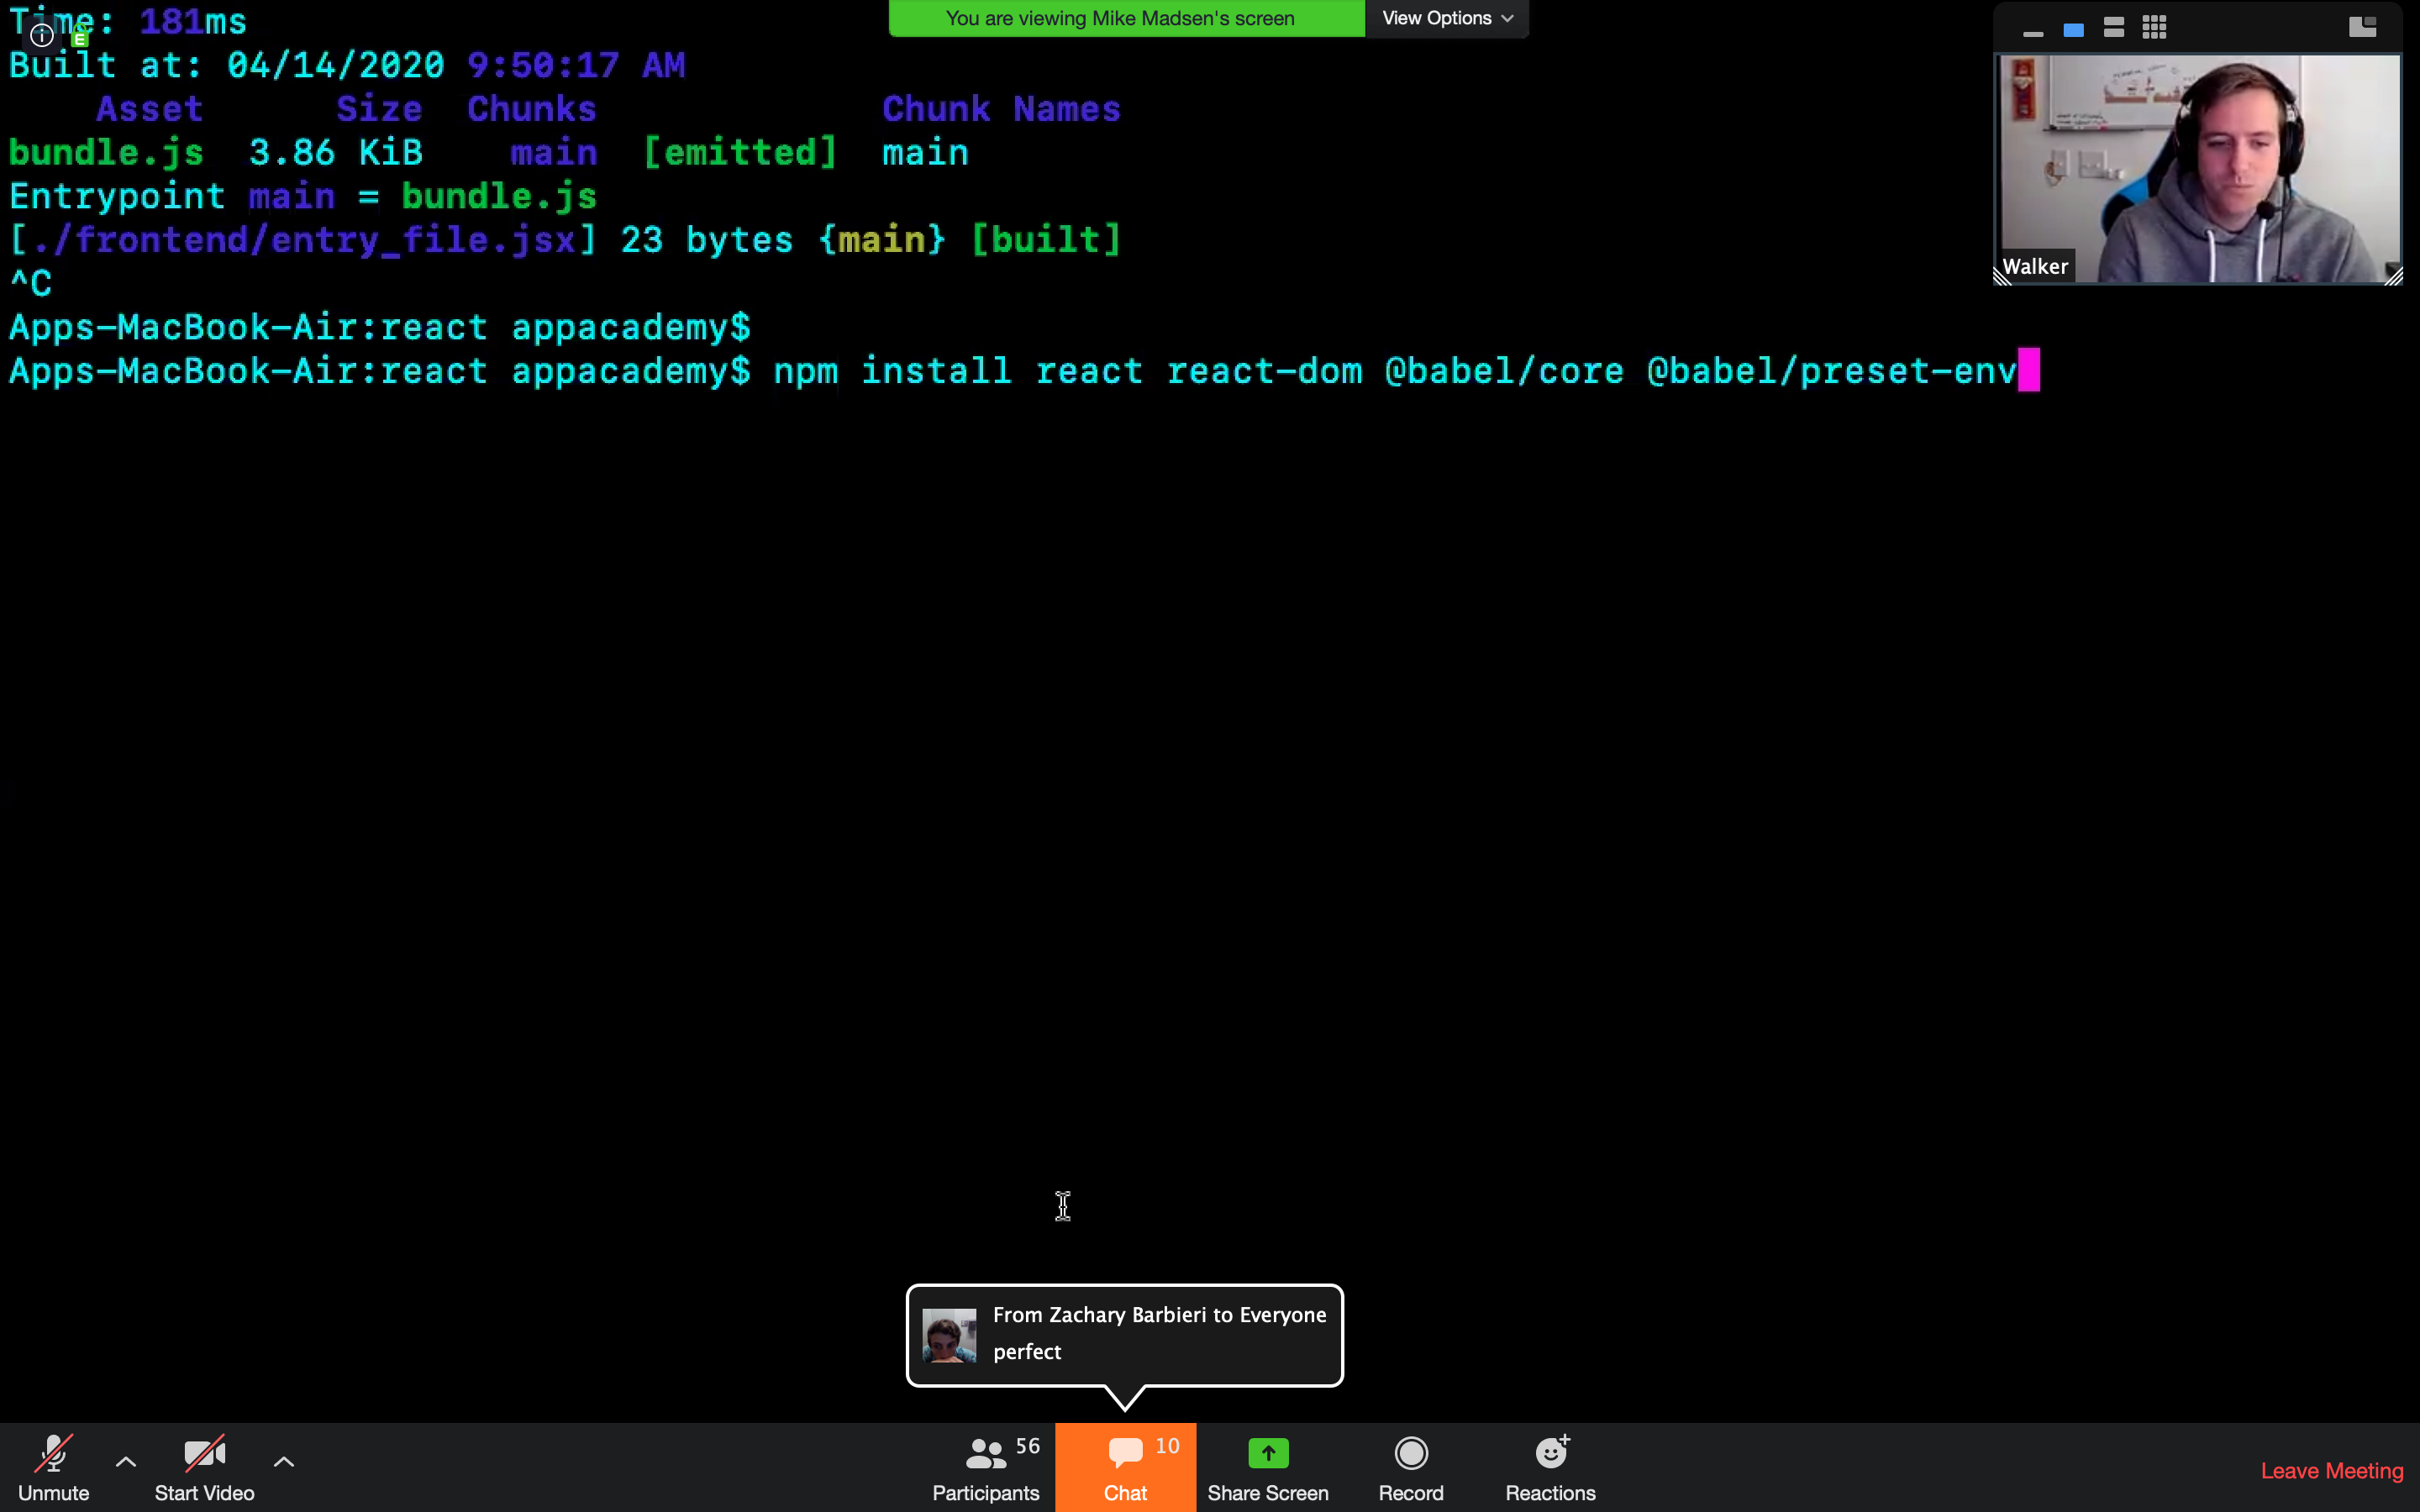 Time: 181ms
You are viewing Mike Madsen's screen
View Options
Built at: 04/14/2020 9:50:17 AM
Asset Size Chunks Chunk Names
bundle.js 3.86 KiB main [emitted] main
Entrypoint main = bundle.js
[./frontend/entry_file.jsx] 23 bytes {main} [built]
Walker
^C
Apps-MacBook-Air:react appacademy$
Apps-MacBook-Air:react appacademy$ npm install react react-dom @babel/core @babel/preset-env
From Zachary Barbieri to Everyone
perfect
56
10
Unmute
Start Video
Participants
Chat
Share Screen
Record
Reactions
Leave Meeting